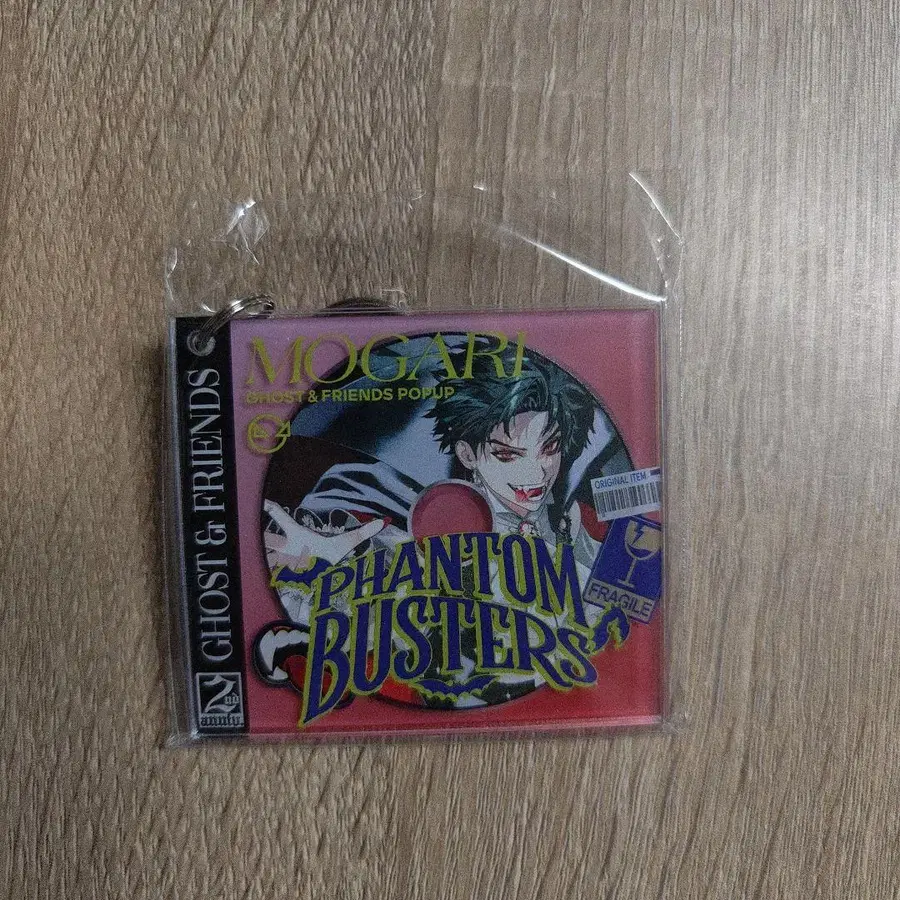 GHOST & FRIENDS
2nd
anniv.
MOGARI
GHOST & FRIENDS POPUP
ORIGINAL ITEM
FRAGILE
PHANTOM
BUSTERS